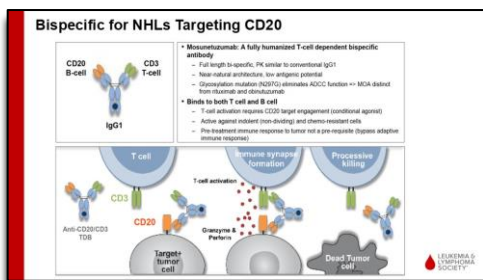 Bispecific for NHLs Targeting CD20
CD20
B-cell
CD3
T-cell
IgG1
• Mosunetuzumab: A fully humanized T-cell dependent bispecific
antibody
– Full length bi-specific, PK similar to conventional IgG1
– Near-natural architecture, low antigenic potential
– Glycosylation mutation (N297G) eliminates ADCC function => MOA distinct
from rituximab and obinutuzumab
• Binds to both T cell and B cell
– T-cell activation requires CD20 target engagement (conditional agonist)
– Active against indolent (non-dividing) and chemo-resistant cells
– Pre-treatment immune response to tumor not a pre-requisite (bypass adaptive
immune response)
T cell
Immune synapse
formation
Processive
killing
T-cell activation
CD3
CD20
Anti-CD20/CD3
TDB
Granzyme &
Perforin
Target+
tumor
cell
Dead Tumor
cell
LEUKEMIA &
LYMPHOMA
SOCIETY